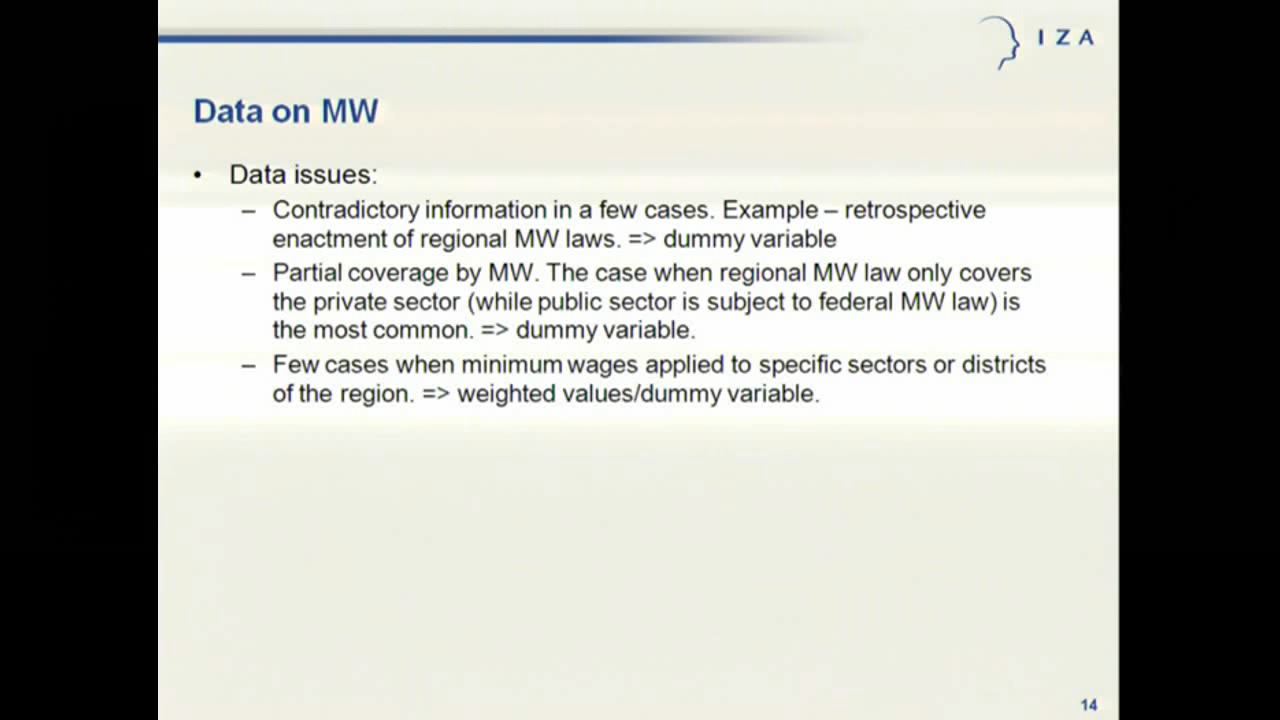 I Z A
Data on MW
• Data issues:
– Contradictory information in a few cases. Example – retrospective
enactment of regional MW laws. => dummy variable
– Partial coverage by MW. The case when regional MW law only covers
the private sector (while public sector is subject to federal MW law) is
the most common. => dummy variable.
– Few cases when minimum wages applied to specific sectors or districts
of the region. => weighted values/dummy variable.
14